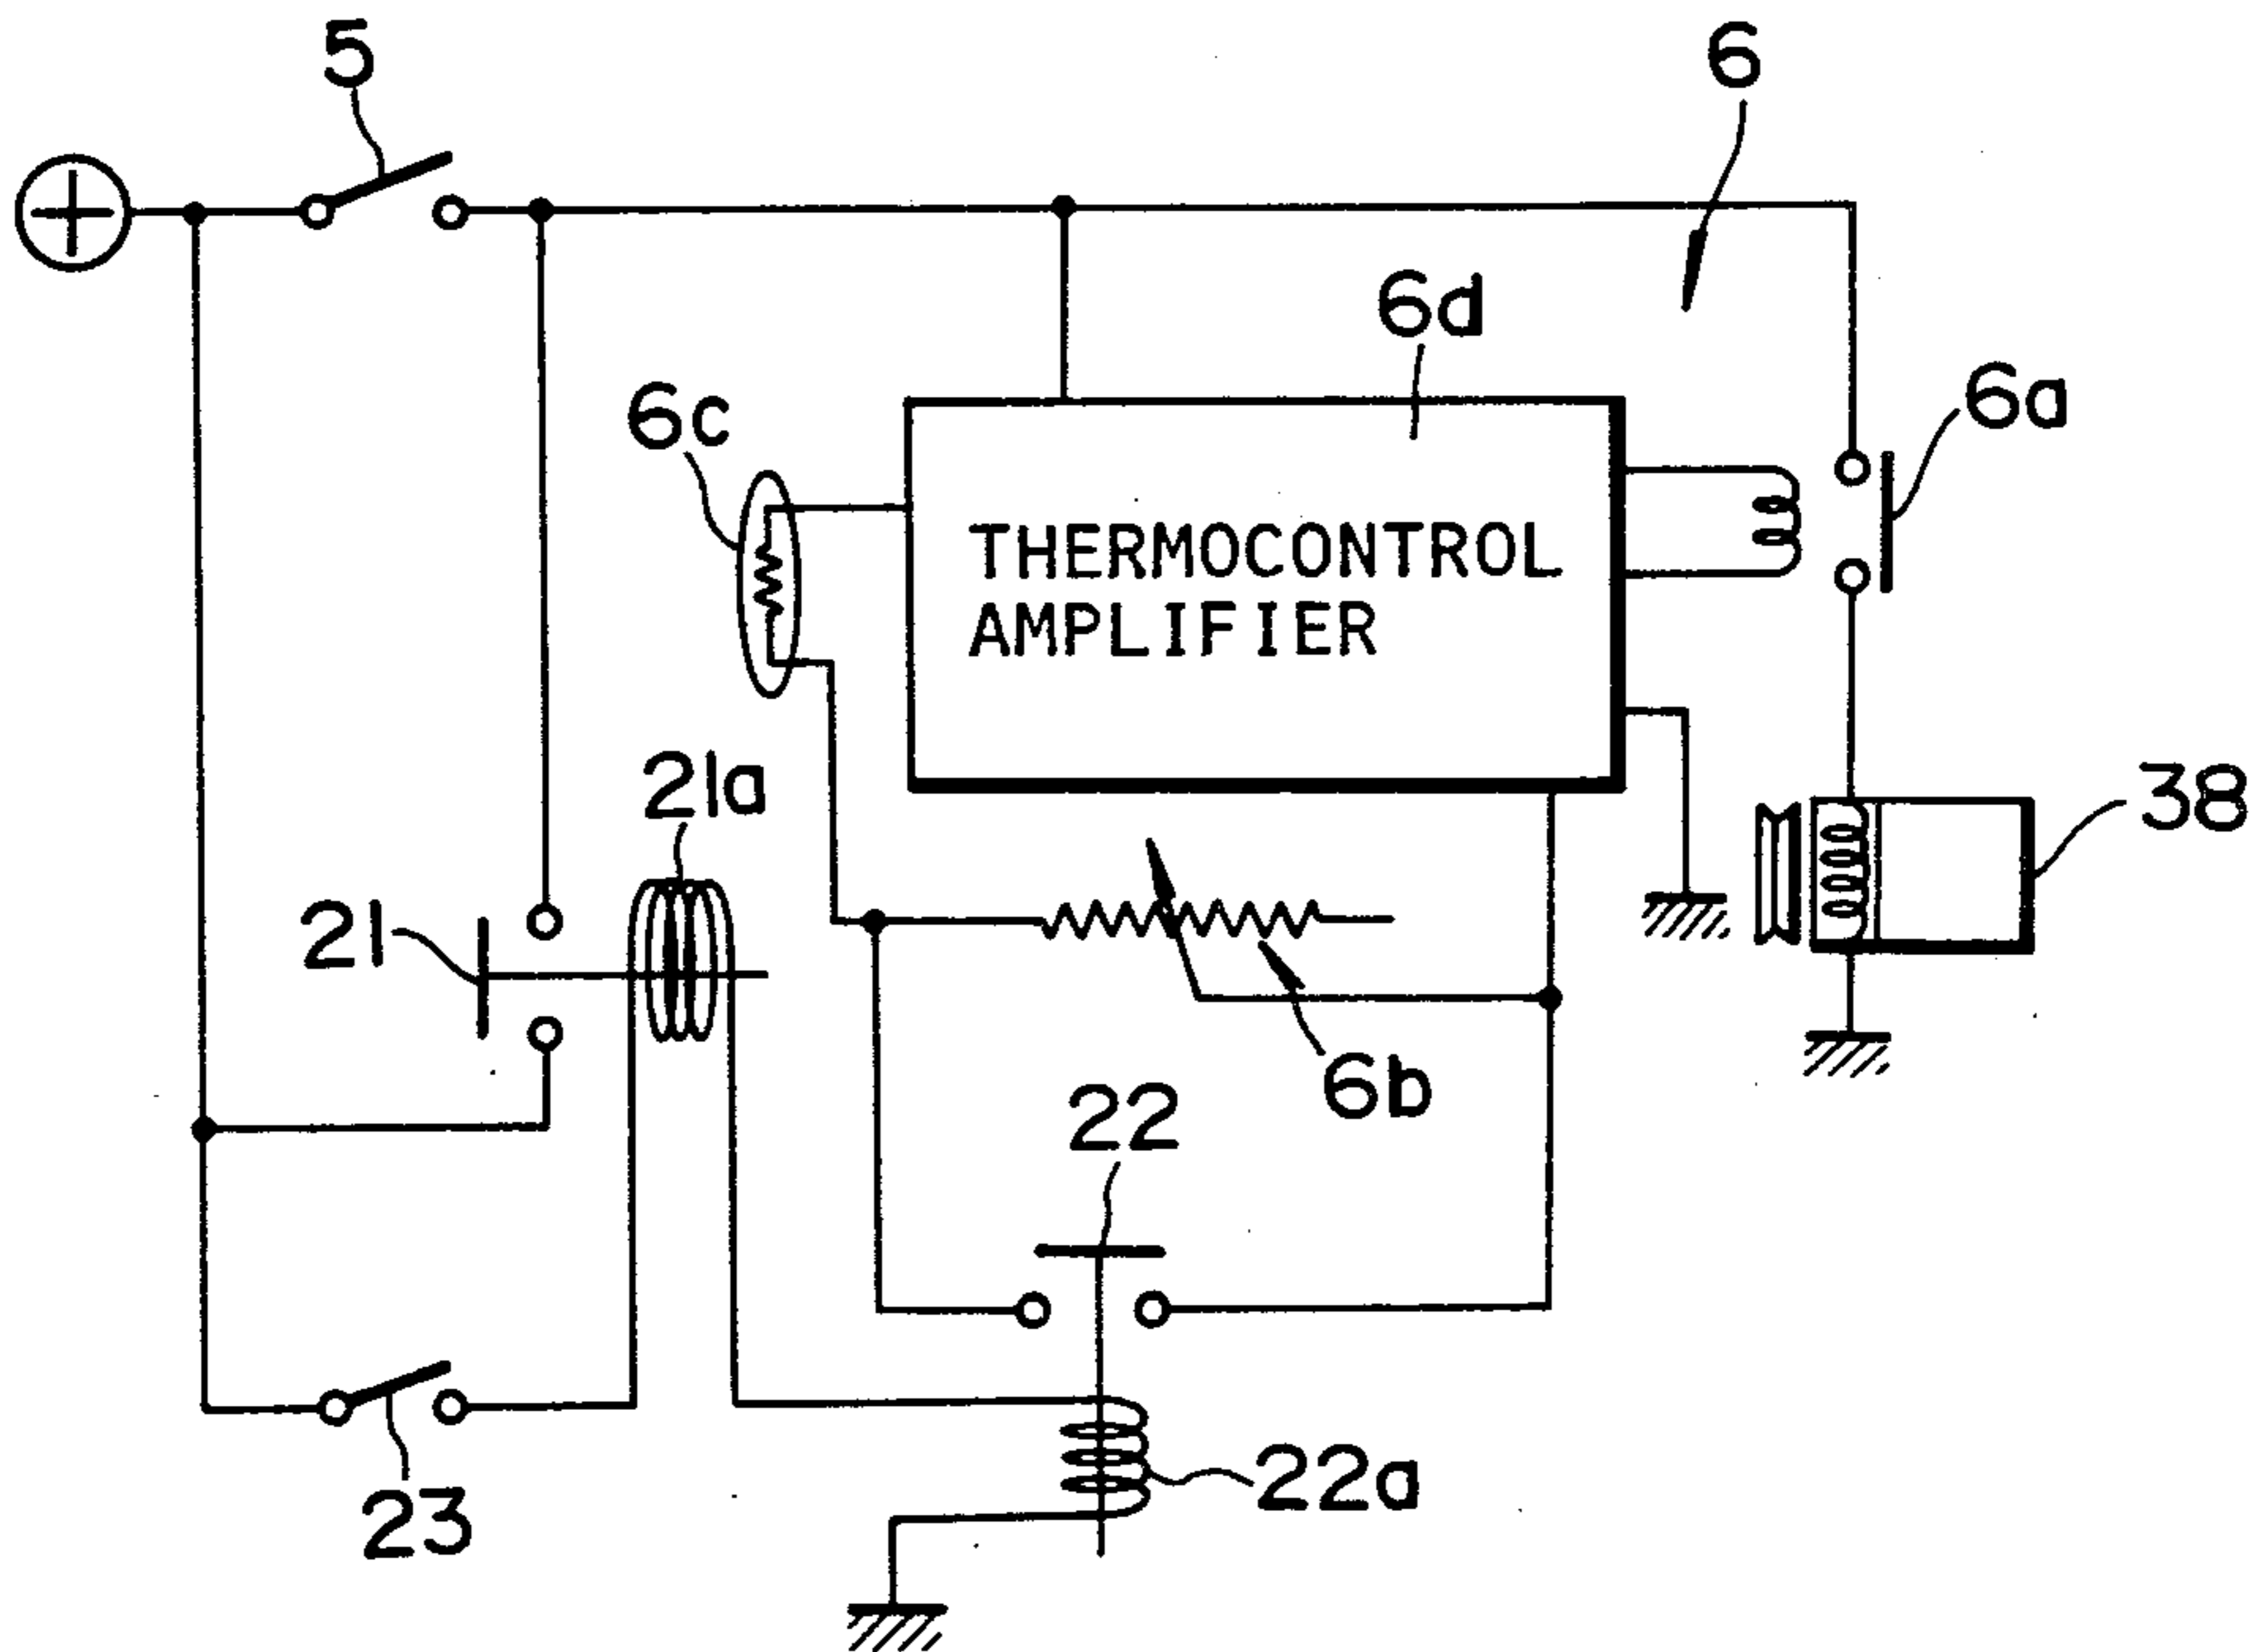 5
6
6d
6a
6c
THERMOCONTROL
AMPLIFIER
21a
38
21
6b
22
22a
23